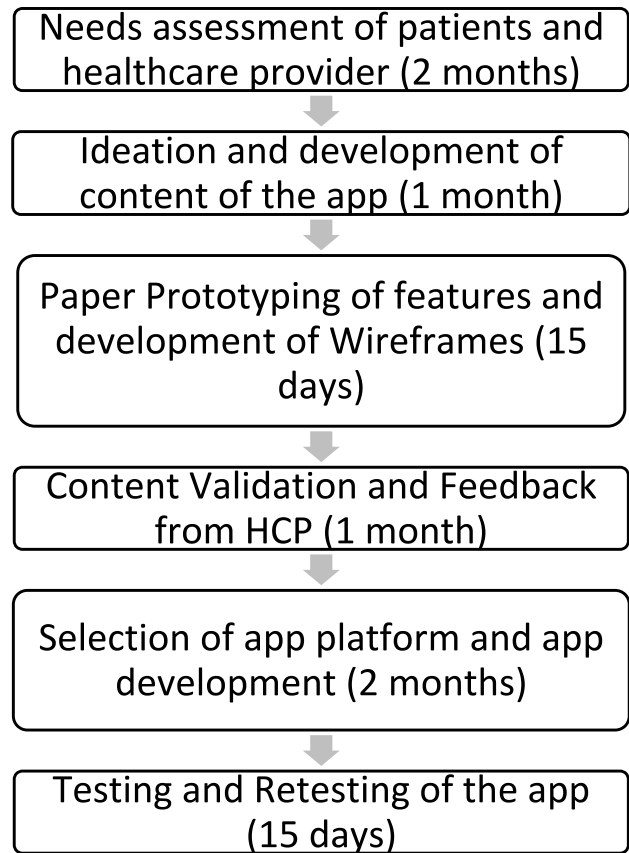 Needs assessment of patients and
healthcare provider (2 months)
Ideation and development of
content of the app (1 month)
Paper Prototyping of features and
development of Wireframes (15
days)
Content Validation and Feedback
from HCP (1 month)
Selection of app platform and app
development (2 months)
Testing and Retesting of the app
(15 days)